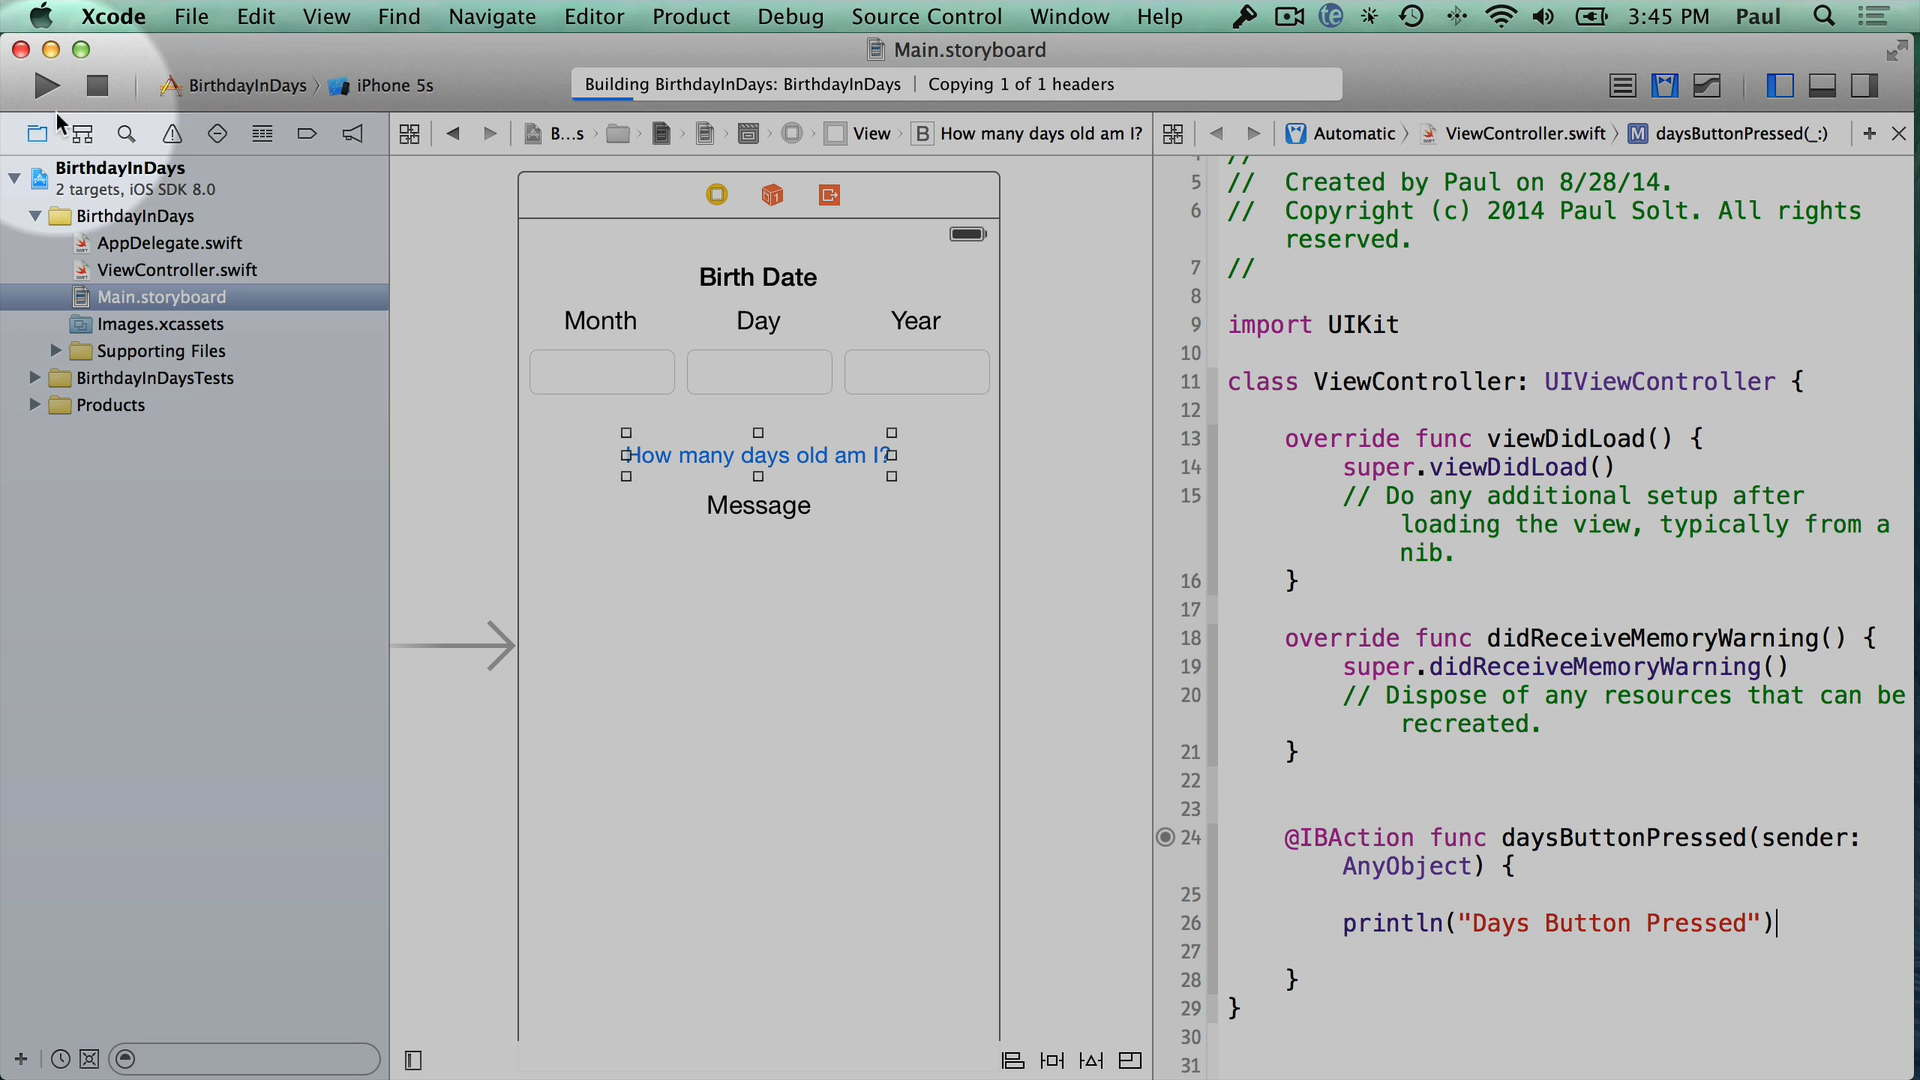 Xcode File Edit View Find Navigate Editor Product Debug Source Control Window Help te 3:45 PM Paul
Main.storyboard
BirthdayInDays iPhone 5s
Building BirthdayInDays: BirthdayInDays | Copying 1 of 1 headers
B...s View B How many days old am I?
Automatic ViewController.swift M daysButtonPressed(_:)
BirthdayInDays
2 targets, iOS SDK 8.0
BirthdayInDays
AppDelegate.swift
ViewController.swift
Main.storyboard
Images.xcassets
Supporting Files
BirthdayInDaysTests
Products
Birth Date
Month Day Year
How many days old am I?
Message
4 //
5 // Created by Paul on 8/28/14.
6 // Copyright (c) 2014 Paul Solt. All rights
reserved.
7 //
8
9 import UIKit
10
11 class ViewController: UIViewController {
12
13 override func viewDidLoad() {
14 super.viewDidLoad()
15 // Do any additional setup after
loading the view, typically from a
nib.
16 }
17
18 override func didReceiveMemoryWarning() {
19 super.didReceiveMemoryWarning()
20 // Dispose of any resources that can be
recreated.
21 }
22
23
24 @IBAction func daysButtonPressed(sender:
AnyObject) {
25
26 println("Days Button Pressed")
27
28 }
29 }
30
31